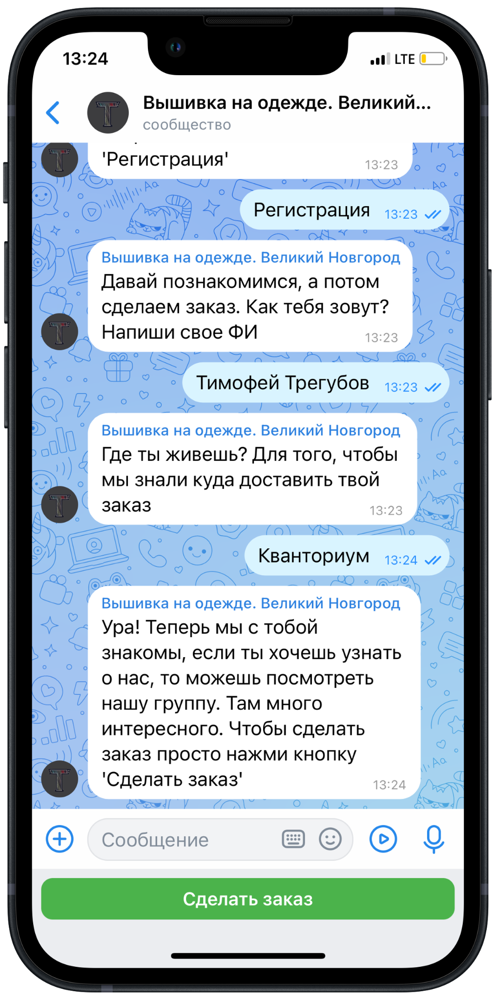 13:24
LTE
Вышивка на одежде. Великий...
сообщество
'Регистрация'
13:23
Регистрация 13:23
Вышивка на одежде. Великий Новгород
Давай познакомимся, а потом
сделаем заказ. Как тебя зовут?
Напиши свое ФИ
13:23
Тимофей Трегубов 13:23
Вышивка на одежде. Великий Новгород
Где ты живешь? Для того, чтобы
мы знали куда доставить твой
заказ
13:23
Кванториум 13:24
Вышивка на одежде. Великий Новгород
Ура! Теперь мы с тобой
знакомы, если ты хочешь узнать
о нас, то можешь посмотреть
нашу группу. Там много
интересного. Чтобы сделать
заказ просто нажми кнопку
'Сделать заказ'
13:24
Сообщение
Сделать заказ